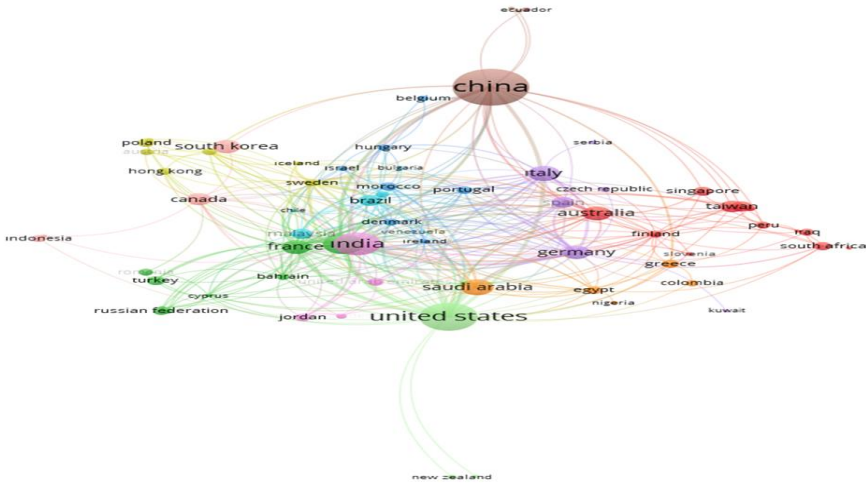 ecuador
china
belgium
poland
austria
south korea
hungary
serbia
iceland
israel
bulgaria
hong kong
italy
sweden
morocco
portugal
czech republic
singapore
canada
brazil
spain
taiwan
chile
australia
denmark
peru
malaysia
venezuela
finland
iraq
indonesia
france
india
ireland
south africa
germany
slovenia
greece
romania
turkey
bahrain
colombia
saudi arabia
egypt
cyprus
nigeria
russian federation
jordan
united states
kuwait
new zealand